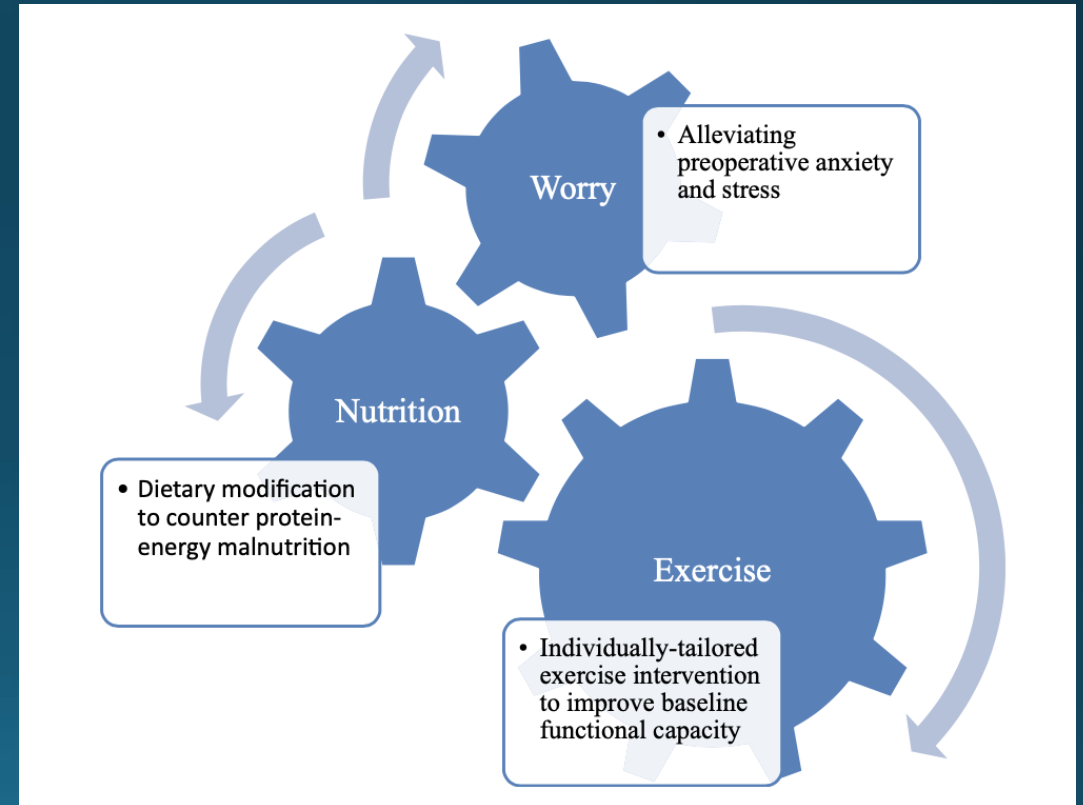 Worry
• Alleviating
preoperative anxiety
and stress
Nutrition
• Dietary modification
to counter protein-
energy malnutrition
Exercise
• Individually-tailored
exercise intervention
to improve baseline
functional capacity